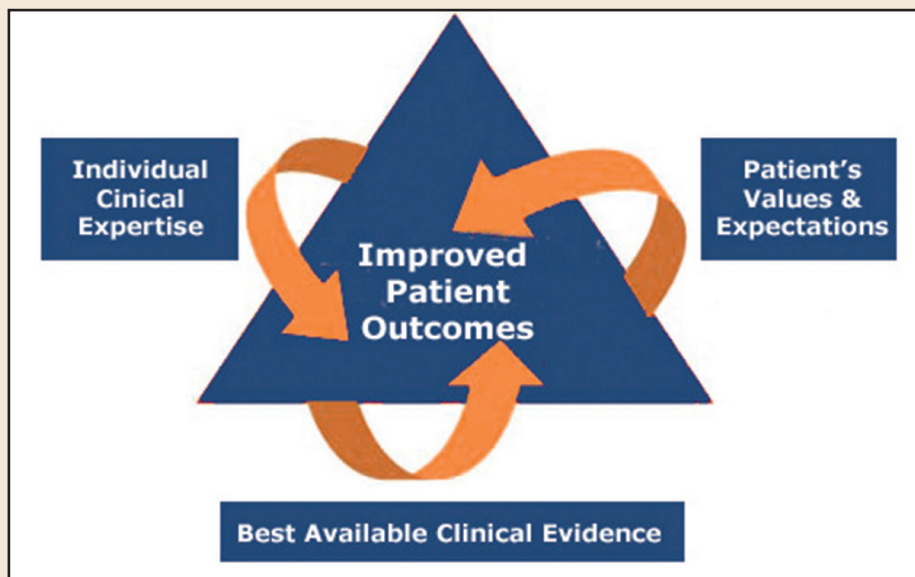 Individual
Cinical
Expertise
Patient's
Values &
Expectations
Improved
Patient
Outcomes
Best Available Clinical Evidence